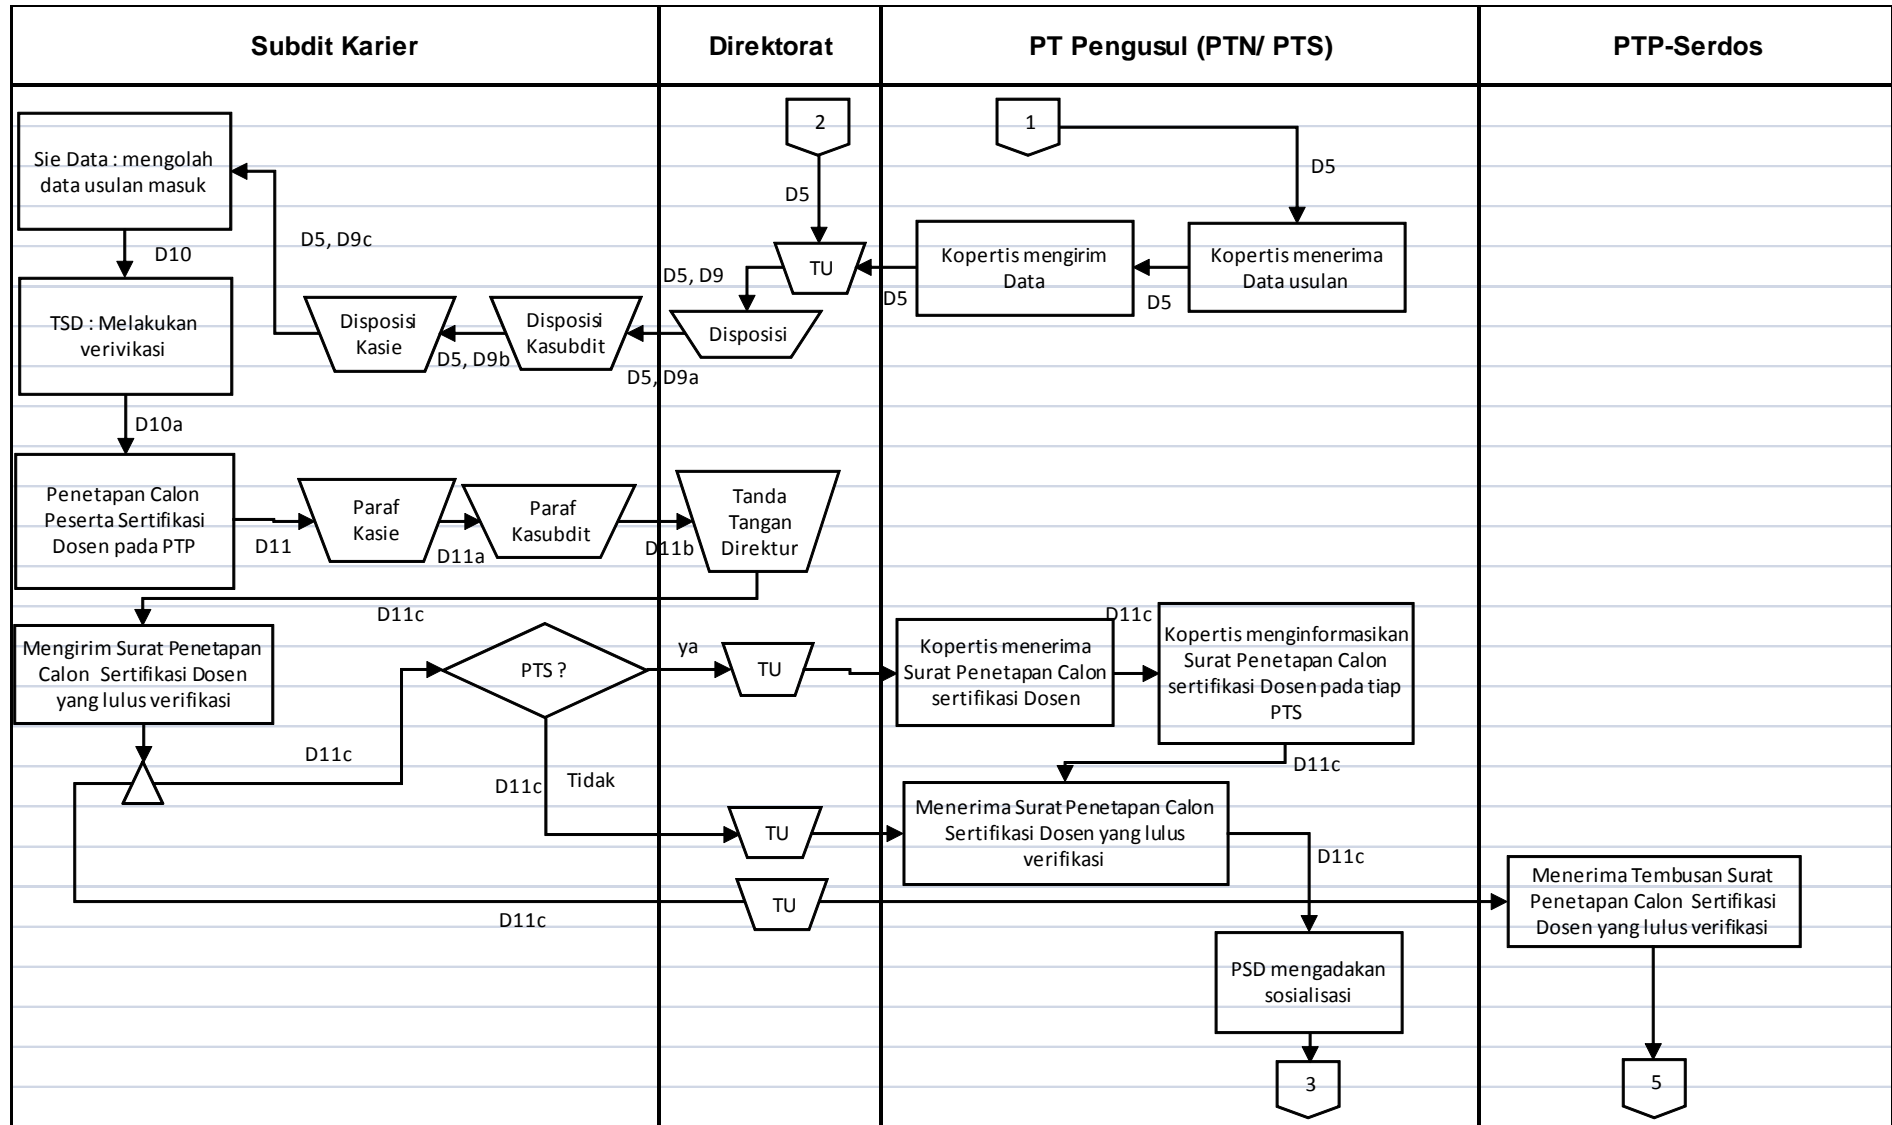 Subdit Karier
Direktorat
PT Pengusul (PTN/ PTS)
PTP-Serdos
2
1
Sie Data : mengolah
data usulan masuk
D5
D5
D5, D9c
D10
TU
Kopertis mengirim
Data
Kopertis menerima
Data usulan
D5, D9
D5
D5
TSD : Melakukan
verivikasi
Disposisi
Kasie
Disposisi
Kasubdit
Disposisi
D5, D9b
D5, D9a
D10a
Penetapan Calon
Peserta Sertifikasi
Dosen pada PTP
Paraf
Kasie
Paraf
Kasubdit
Tanda
Tangan
Direktur
D11
D11a
D11b
D11c
D11c
Mengirim Surat Penetapan
Calon Sertifikasi Dosen
yang lulus verifikasi
PTS ?
ya
TU
Kopertis menerima
Surat Penetapan Calon
sertifikasi Dosen
Kopertis menginformasikan
Surat Penetapan Calon
sertifikasi Dosen pada tiap
PTS
D11c
D11c
Tidak
D11c
TU
Menerima Surat Penetapan Calon
Sertifikasi Dosen yang lulus
verifikasi
D11c
TU
D11c
Menerima Tembusan Surat
Penetapan Calon Sertifikasi
Dosen yang lulus verifikasi
PSD mengadakan
sosialisasi
3
5